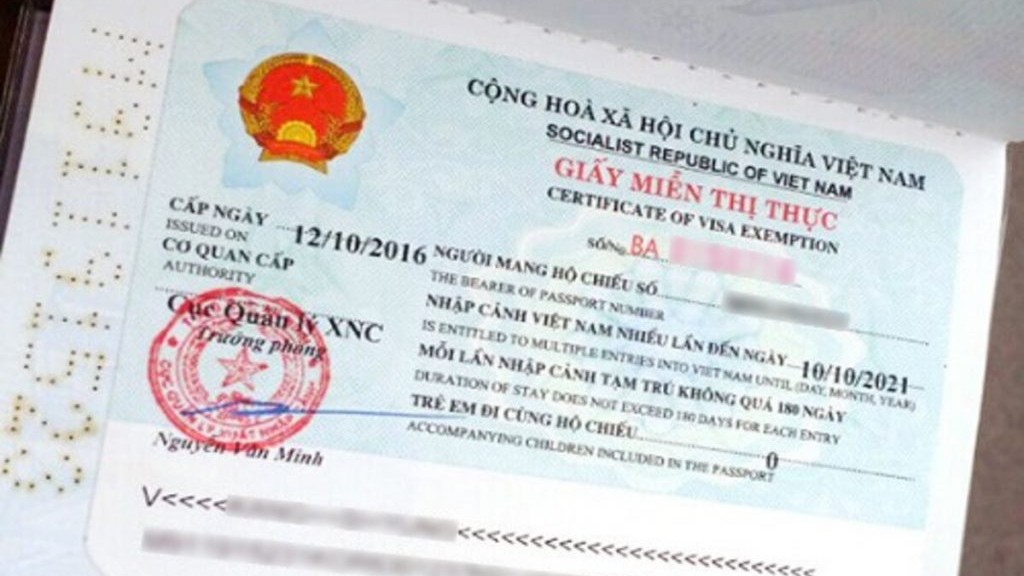 CỘNG HOÀ XÃ HỘI CHỦ NGHĨA VIỆT NAM
SOCIALIST REPUBLIC OF VIET NAM
GIẤY MIỄN THỊ THỰC
CERTIFICATE OF VISA EXEMPTION
SỐ/No BA
CẤP NGÀY 12/10/2016
ISSUED ON
CƠ QUAN CẤP
AUTHORITY
Cục Quản lý XNC
Trưởng phòng
Nguyễn Văn Minh
NGƯỜI MANG HỘ CHIẾU SỐ
THE BEARER OF PASSPORT NUMBER
NHẬP CẢNH VIỆT NAM NHIỀU LẦN ĐẾN NGÀY 10/10/2021
IS ENTITLED TO MULTIPLE ENTRIES INTO VIET NAM UNTIL (DAY, MONTH, YEAR)
MỖI LẦN NHẬP CẢNH TẠM TRÚ KHÔNG QUÁ 180 NGÀY
DURATION OF STAY DOES NOT EXCEED 180 DAYS FOR EACH ENTRY
TRẺ EM ĐI CÙNG HỘ CHIẾU 0
ACCOMPANYING CHILDREN INCLUDED IN THE PASSPORT
V<<<< <<<<<<<<<<<<<<<<<<<<<<<<<